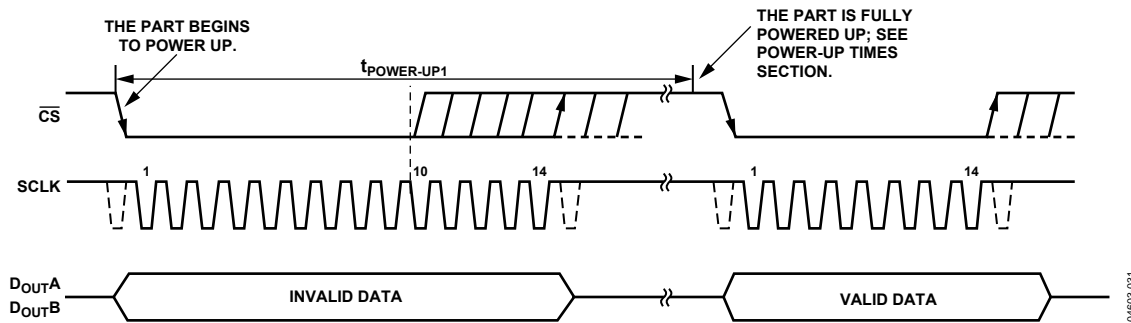 THE PART BEGINS
TO POWER UP.
THE PART IS FULLY
POWERED UP; SEE
POWER-UP TIMES
SECTION.
tPOWER-UP1
CS
SCLK
1
10
14
1
14
DOUTA
DOUTB
INVALID DATA
VALID DATA
04603-031